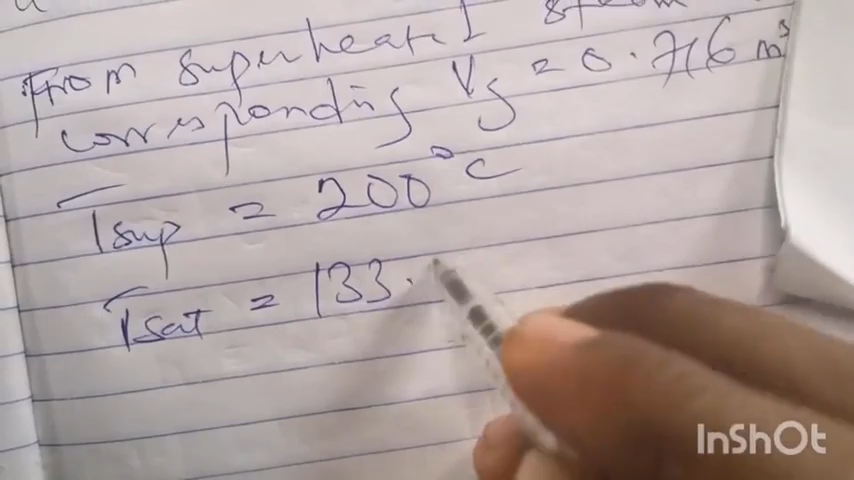 From superheated steam
corresponding Vg = 0.716 m³
Tsup = 200°c
Tsat = 133.
InShOt